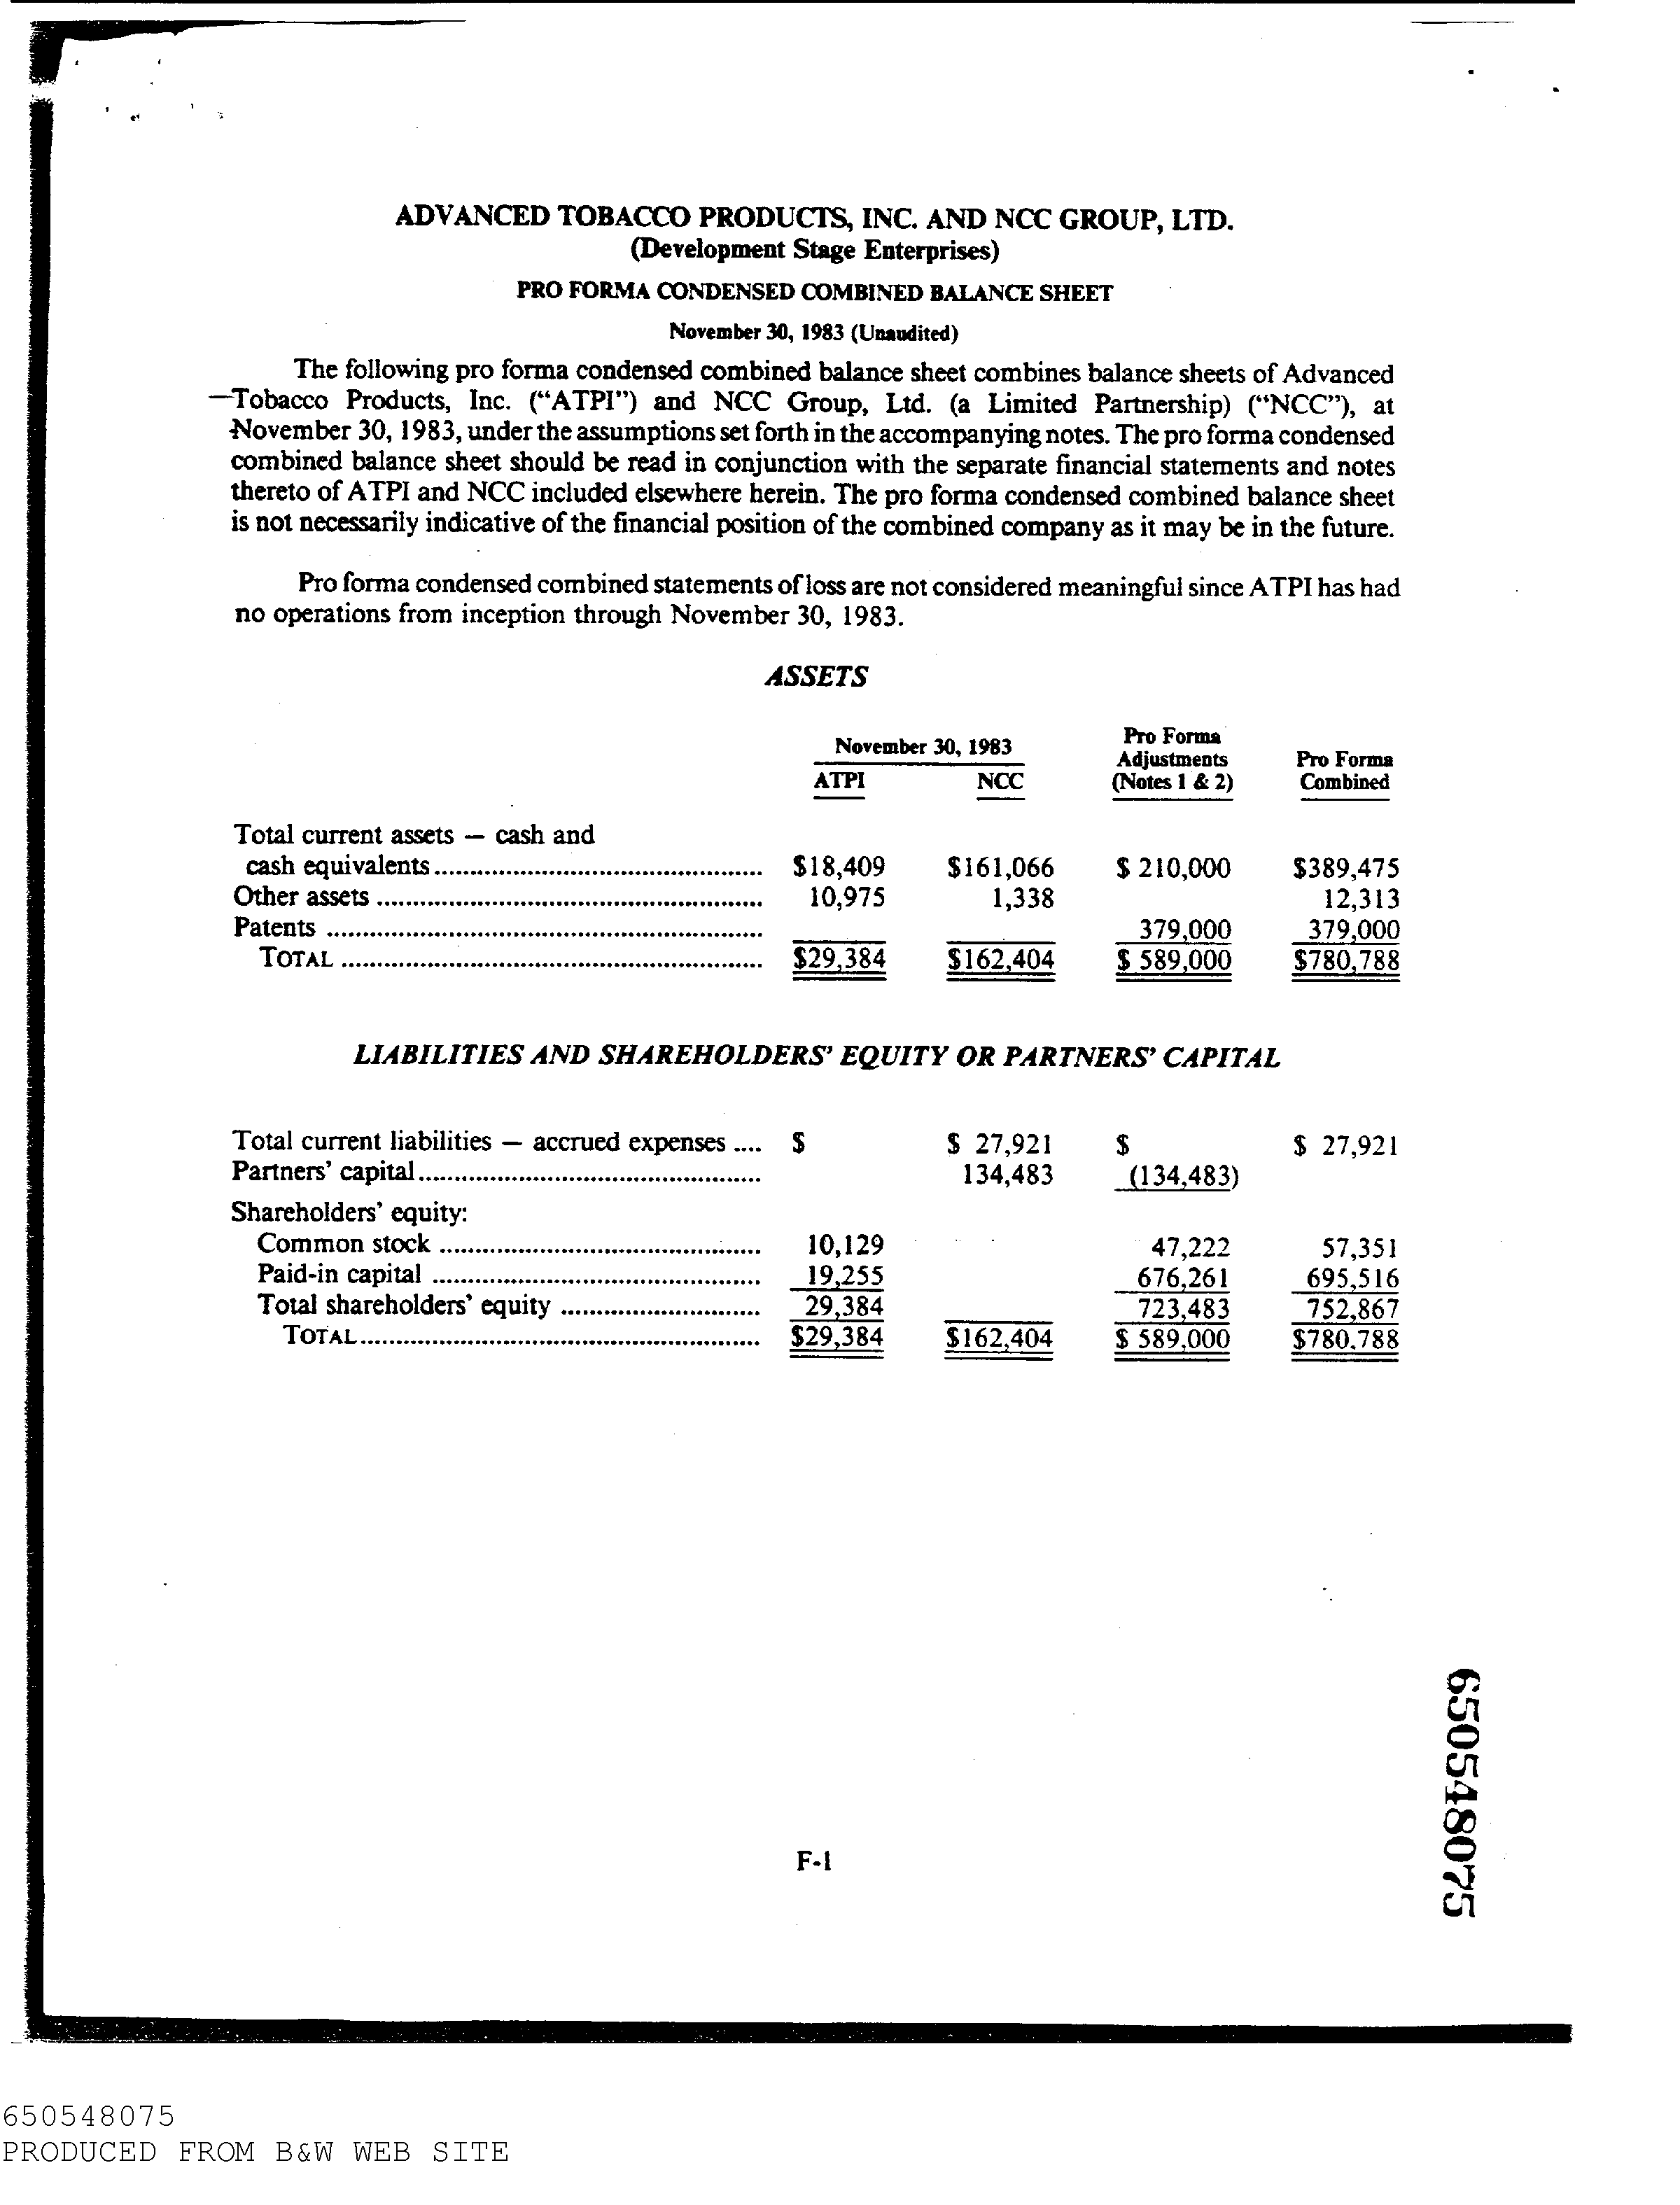 ADVANCED TOBACCO PRODUCTS, INC. AND NCC GROUP, LTD.
(Development Stage Enterprises)
PRO FORMA CONDENSED COMBINED BALANCE SHEET
November 30, 1983 (Unaudited)
The following pro forma condensed combined balance sheet combines balance sheets of Advanced
Tobacco Products, Inc. (“ATPI”) and NCC Group, Ltd. (a Limited Partnership) (“NCC”), at
November 30, 1983, under the assumptions set forth in the accompanying notes. The pro forma condensed
combined balance sheet should be read in conjunction with the separate financial statements and notes
thereto of ATPI and NCC included elsewhere herein. The pro forma condensed combined balance sheet
is not necessarily indicative of the financial position of the combined company as it may be in the future.
Pro forma condensed combined statements of loss are not considered meaningful since ATPI has had
no operations from inception through November 30, 1983.
ASSETS
November 30, 1983 Pro Forma Adjustments (Notes 1 & 2) Pro Forma Combined
ATPI NCC
Total current assets — cash and
cash equivalents $18,409 $161,066 $ 210,000 $389,475
Other assets 10,975 1,338 12,313
Patents 379,000 379,000
TOTAL $29,384 $162,404 $ 589,000 $780,788
LIABILITIES AND SHAREHOLDERS’ EQUITY OR PARTNERS’ CAPITAL
Total current liabilities — accrued expenses .... $ $ 27,921 $ $ 27,921
Partners’ capital 134,483 (134,483)
Shareholders’ equity:
Common stock 10,129 47,222 57,351
Paid-in capital 19,255 676,261 695,516
Total shareholders’ equity 29,384 723,483 752,867
TOTAL $29,384 $162,404 $ 589,000 $780,788
F-1
650548075
650548075
PRODUCED FROM B&W WEB SITE